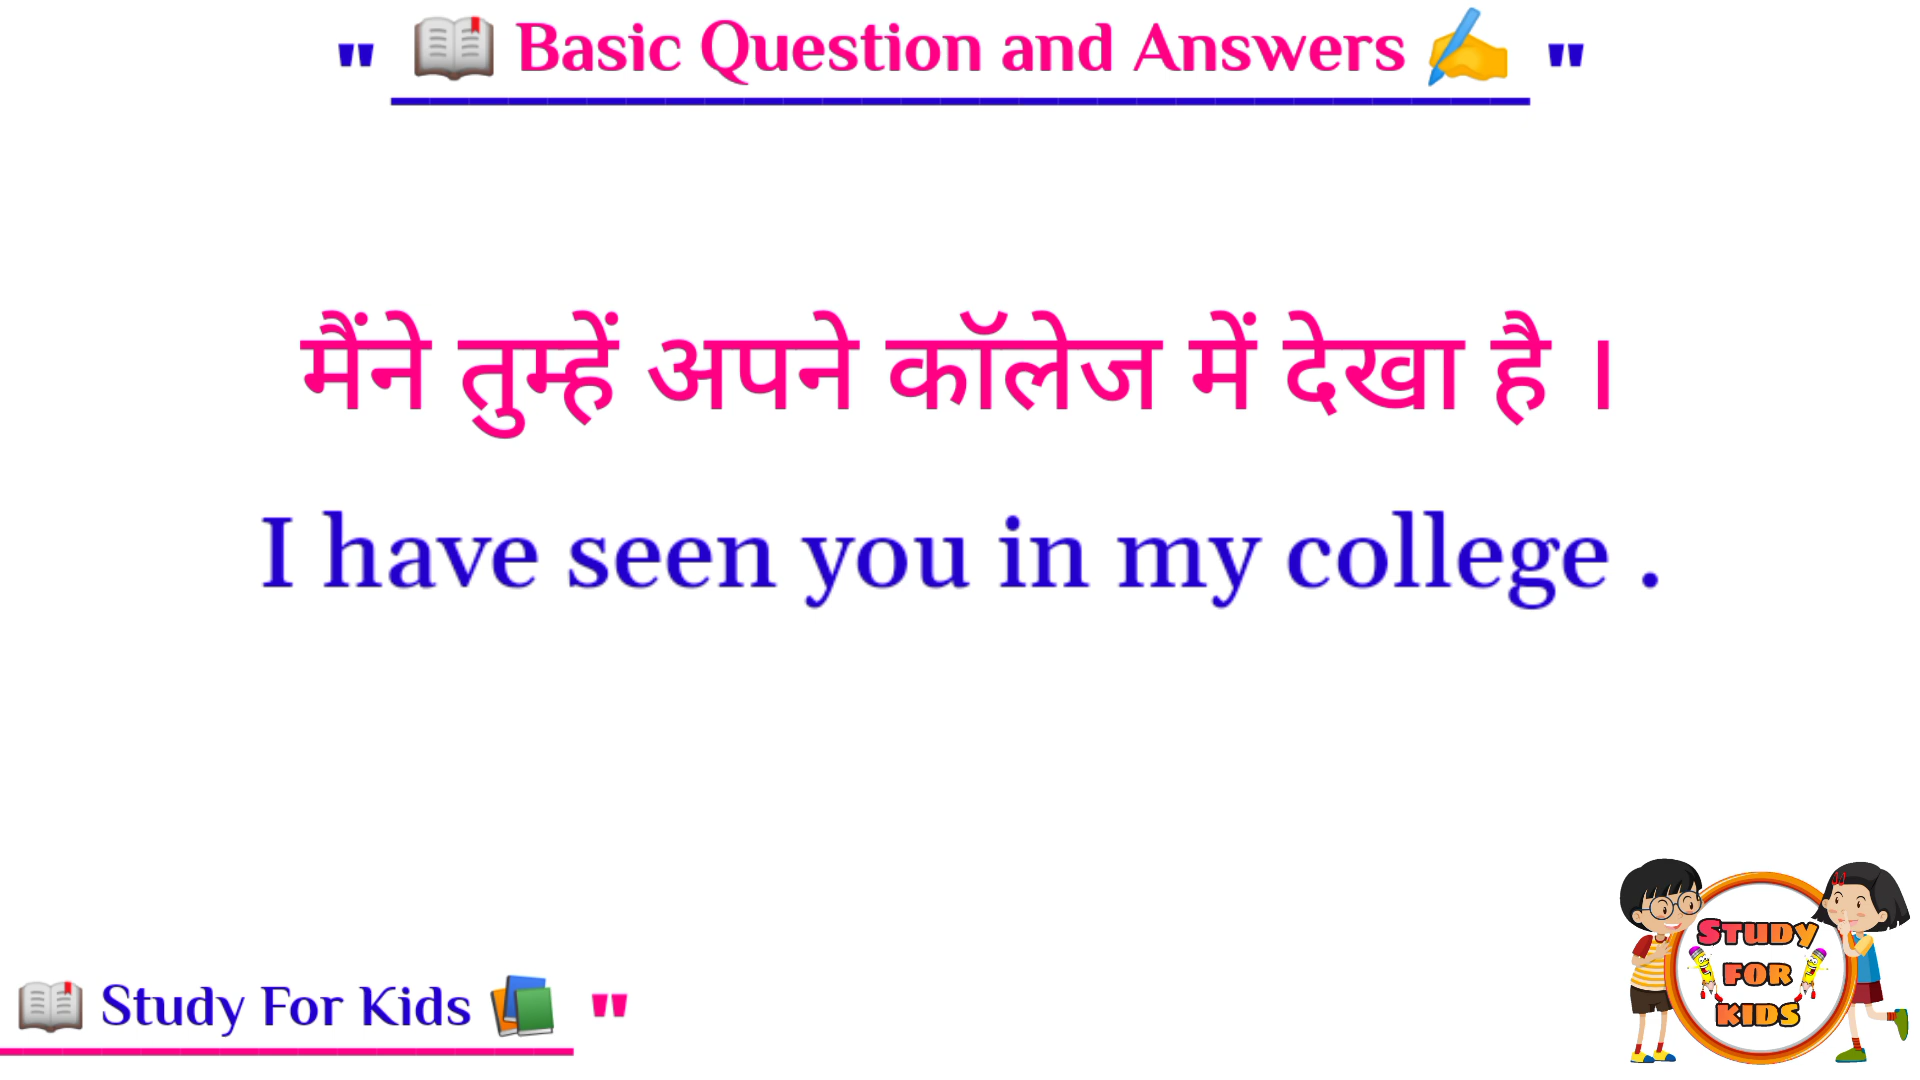 " 📖 Basic Question and Answers ✍️ "
मैंने तुम्हें अपने कॉलेज में देखा है ।
I have seen you in my college .
📖 Study For Kids 📚 "
STUDY
FOR
KIDS